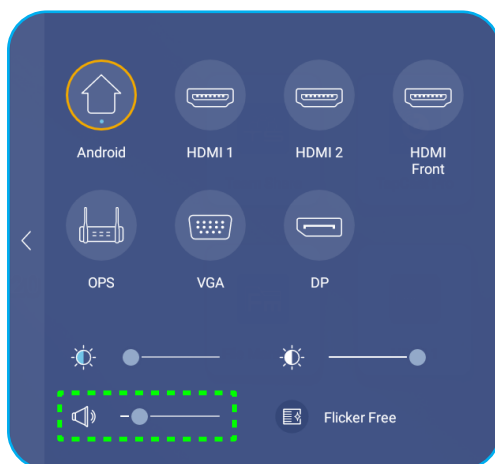 Android
HDMI 1
HDMI 2
HDMI
Front
OPS
VGA
DP
Flicker Free